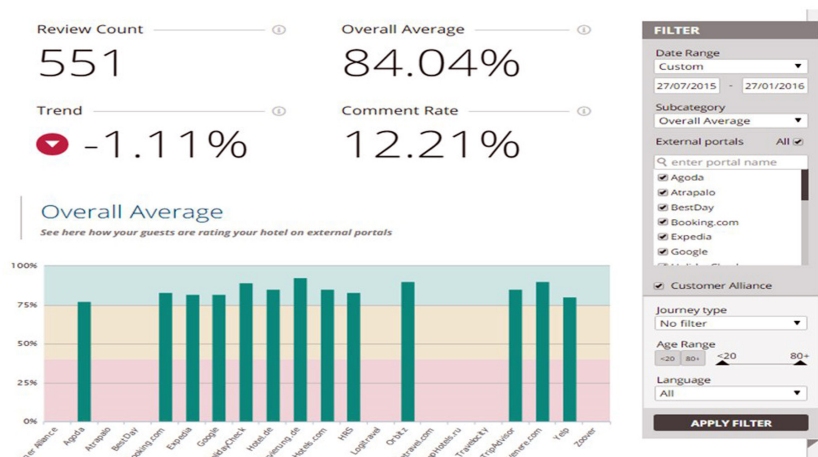 Review Count
551
Overall Average
84.04%
Trend
-1.11%
Comment Rate
12.21%
Overall Average
See here how your guests are rating your hotel on external portals
100%
75%
50%
25%
0%
Agoda
Atrapalo
BestDay
Expedia
Google
Hotel.de
HRS
Logitravel
Orbitz
Travelocity
TripAdvisor
Yelp
Zoover
FILTER
Date Range
Custom
27/07/2015 - 27/01/2016
Subcategory
Overall Average
External portals All
enter portal name
Agoda
Atrapalo
BestDay
Booking.com
Expedia
Google
Customer Alliance
Journey type
No filter
Age Range
<20 80+ <20 80+
Language
All
APPLY FILTER